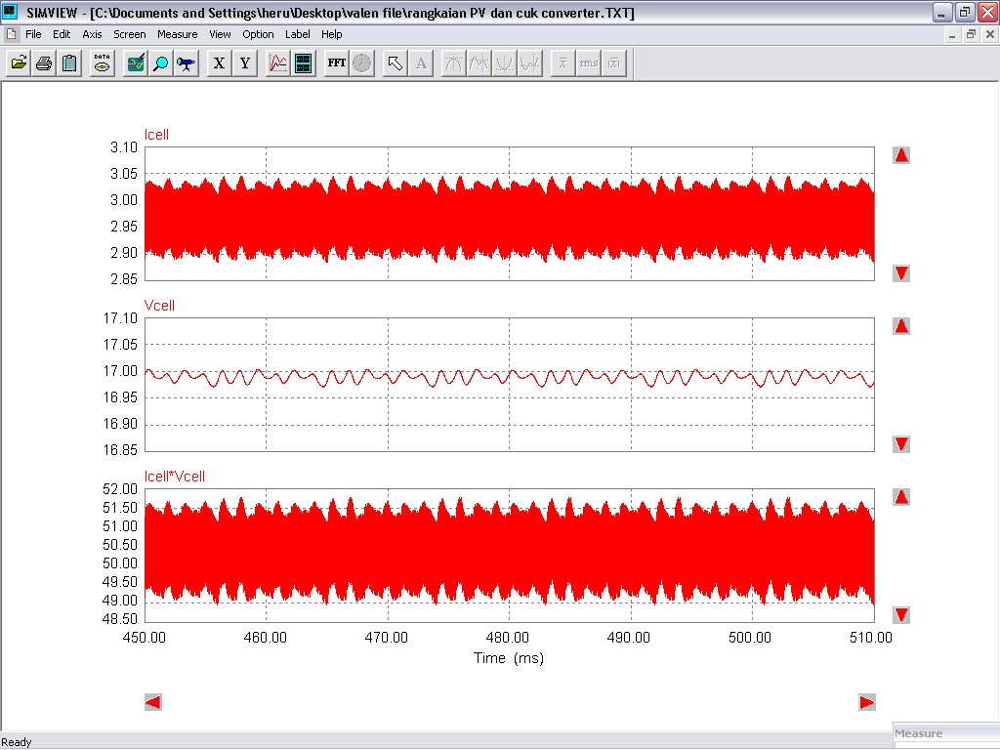 SIMVIEW - [C:\Documents and Settings\heru\Desktop\valen file\rangkaian PV dan cuk converter.TXT]
File Edit Axis Screen Measure View Option Label Help
DATA X Y FFT A x rms |x|
Icell
3.10
3.05
3.00
2.95
2.90
2.85
Vcell
17.10
17.05
17.00
16.95
16.90
16.85
Icell*Vcell
52.00
51.50
51.00
50.50
50.00
49.50
49.00
48.50
450.00 460.00 470.00 480.00 490.00 500.00 510.00
Time (ms)
Measure
Ready